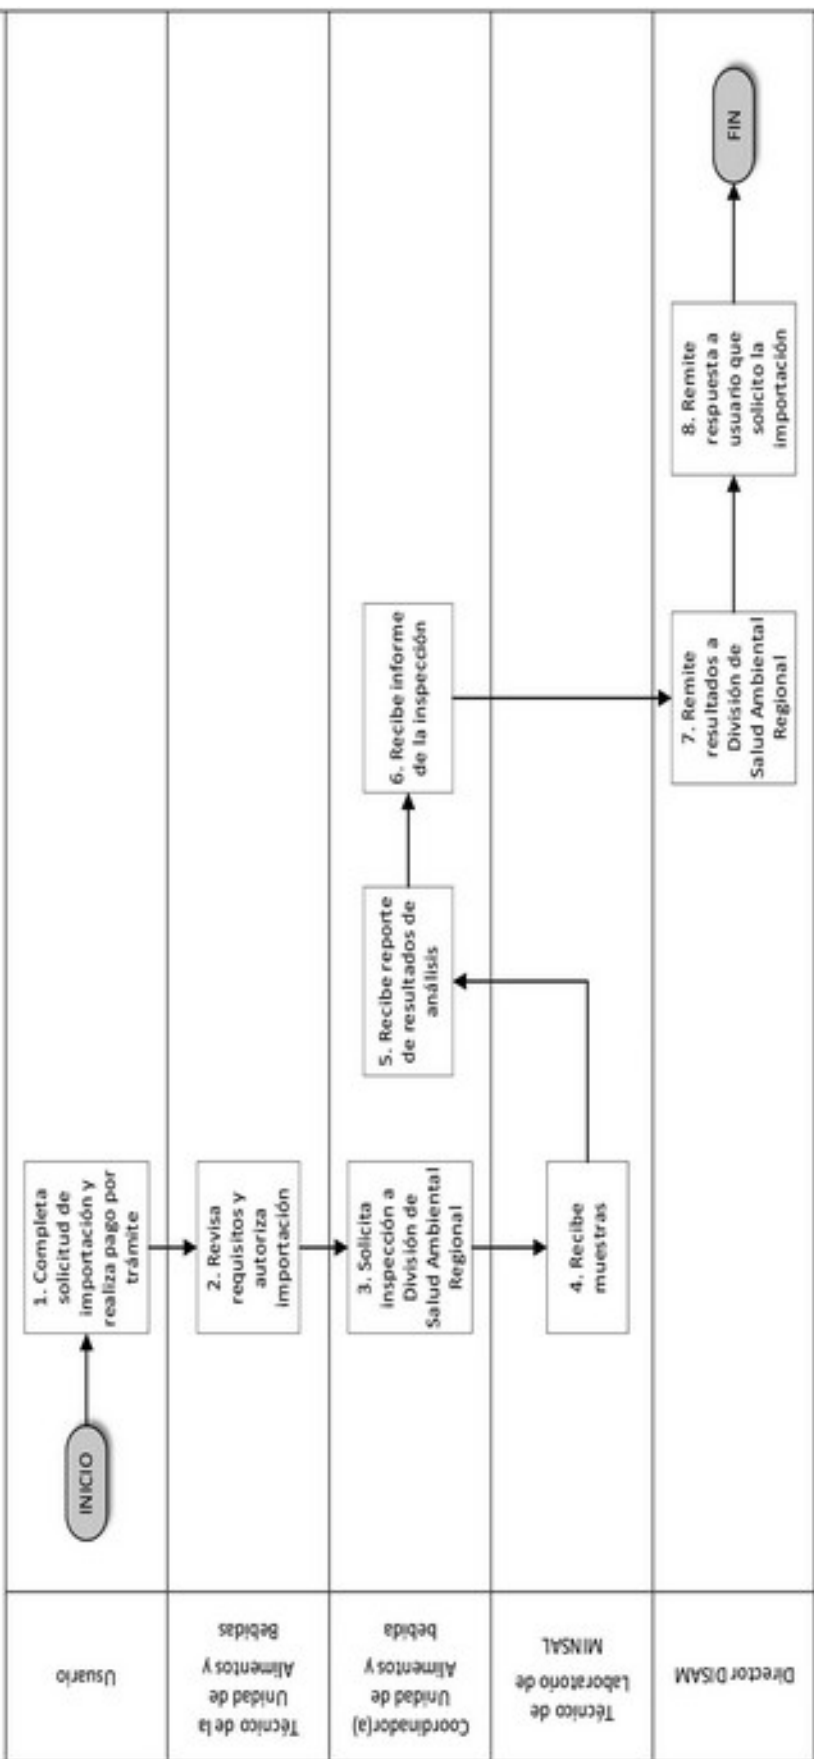 Usuario
INICIO
1. Completa
solicitud de
importación y
realiza pago por
trámite
Técnico de la
Unidad de
Alimentos y
Bebidas
2. Revisa
requisitos y
autoriza
importación
Coordinador(a)
Unidad de
Alimentos y
bebida
3. Solicita
inspección a
División de
Salud Ambiental
Regional
5. Recibe reporte
de resultados de
análisis
6. Recibe informe
de la inspección
Técnico de
Laboratorio de
MINSAL
4. Recibe
muestras
Director DISAM
7. Remite
resultados a
División de
Salud Ambiental
Regional
8. Remite
respuesta a
usuario que
solicito la
importación
FIN